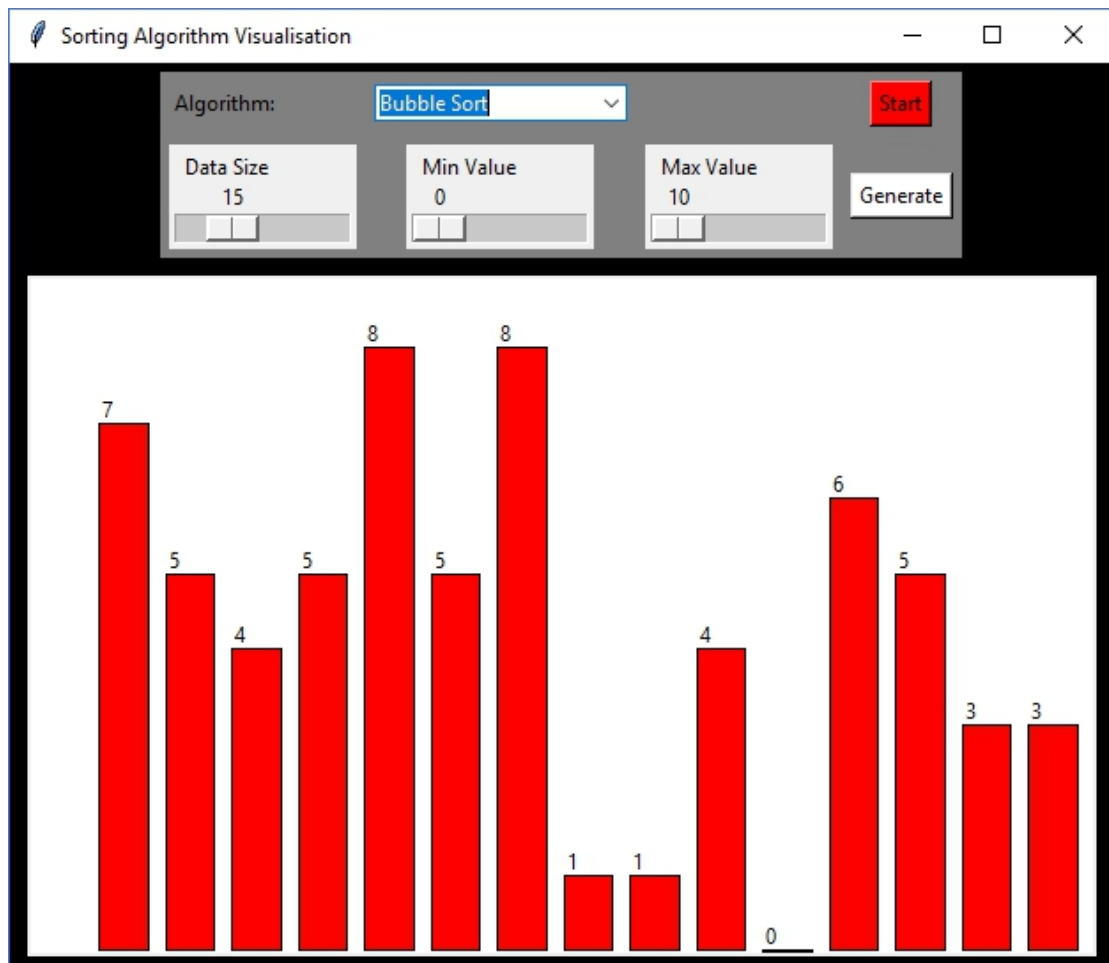 Sorting Algorithm Visualisation
Algorithm: Bubble Sort Start
Data Size Min Value Max Value
15 0 10 Generate
8 8
7
6
5 5 5 5
4 4
3 3
1 1
0